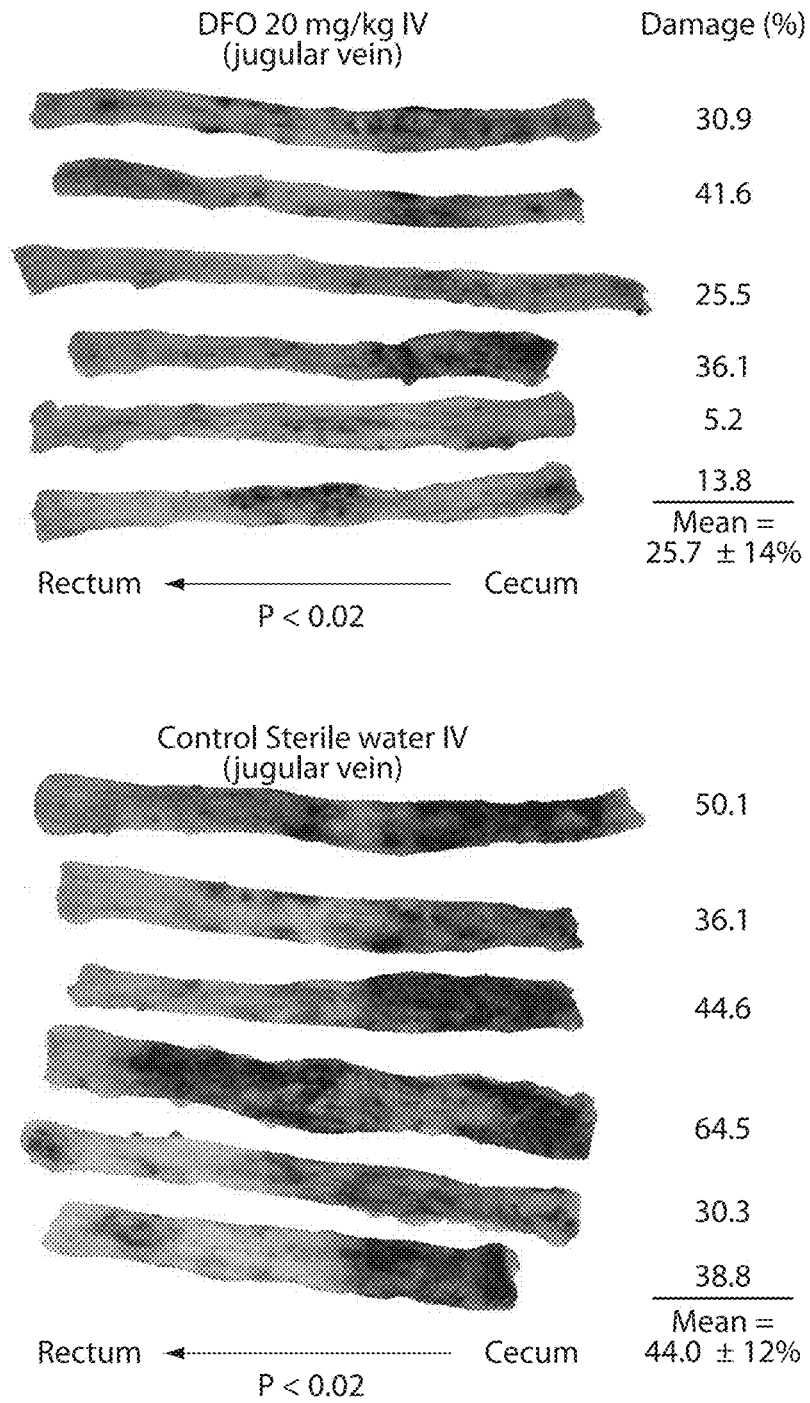 DFO 20 mg/kg IV Damage (%)
(jugular vein)
30.9
41.6
25.5
36.1
5.2
13.8
Mean =
25.7 ± 14%
Rectum Cecum
P < 0.02
Control Sterile water IV
(jugular vein)
50.1
36.1
44.6
64.5
30.3
38.8
Mean =
44.0 ± 12%
Rectum Cecum
P < 0.02